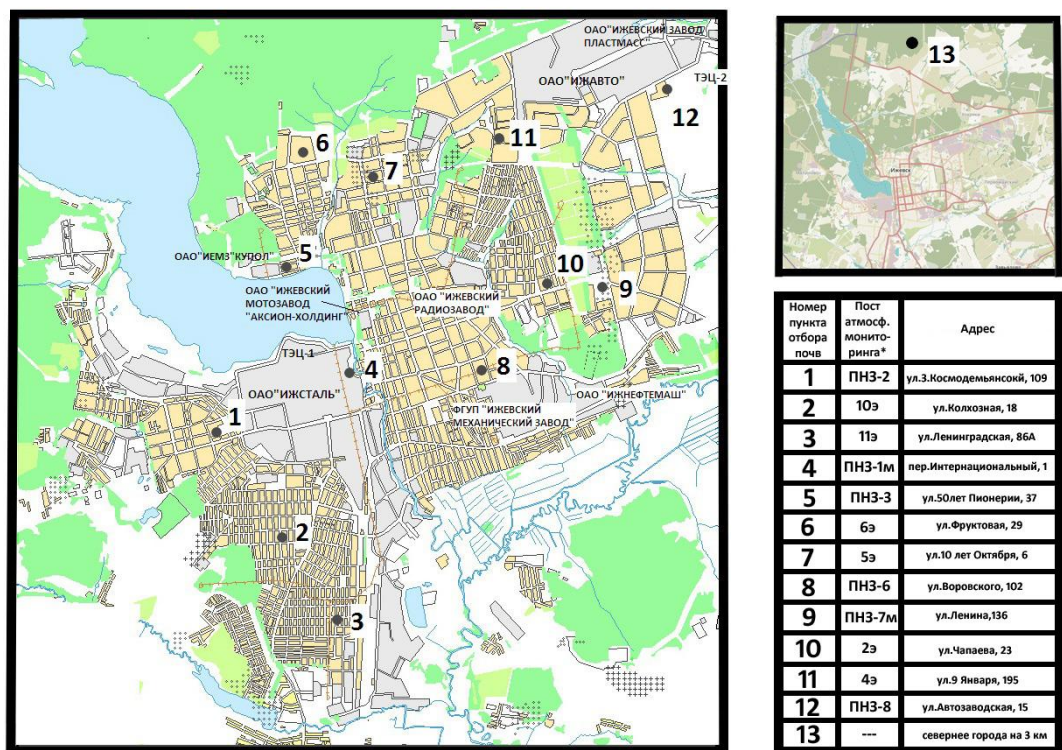 ОАО"ИЖЕВСКИЙ ЗАВОД
ПЛАСТМАСС"
ОАО"ИЖАВТО"
ТЭЦ-2
12
11
6
7
5
ОАО"ИЕМЗ"КУПОЛ"
10
9
ОАО "ИЖЕВСКИЙ
МОТОЗАВОД
"АКСИОН-ХОЛДИНГ"
ОАО "ИЖЕВСКИЙ
РАДИОЗАВОД"
ТЭЦ-1
4
8
ОАО"ИЖСТАЛЬ"
ОАО "ИЖНЕФТЕМАШ"
ФГУП "ИЖЕВСКИЙ
МЕХАНИЧЕСКИЙ ЗАВОД"
1
2
3
13
Ижевск
Номер пункта отбора почв Пост атмосф. монито-ринга* Адрес
1 ПНЗ-2 ул.З.Космодемьянсокй, 109
2 10э ул.Колхозная, 18
3 11э ул.Ленинградская, 86А
4 ПНЗ-1м пер.Интернациональный, 1
5 ПНЗ-3 ул.50лет Пионерии, 37
6 6э ул.Фруктовая, 29
7 5э ул.10 лет Октября, 6
8 ПНЗ-6 ул.Воровского, 102
9 ПНЗ-7м ул.Ленина,136
10 2э ул.Чапаева, 23
11 4э ул.9 Января, 195
12 ПНЗ-8 ул.Автозаводская, 15
13 --- севернее города на 3 км